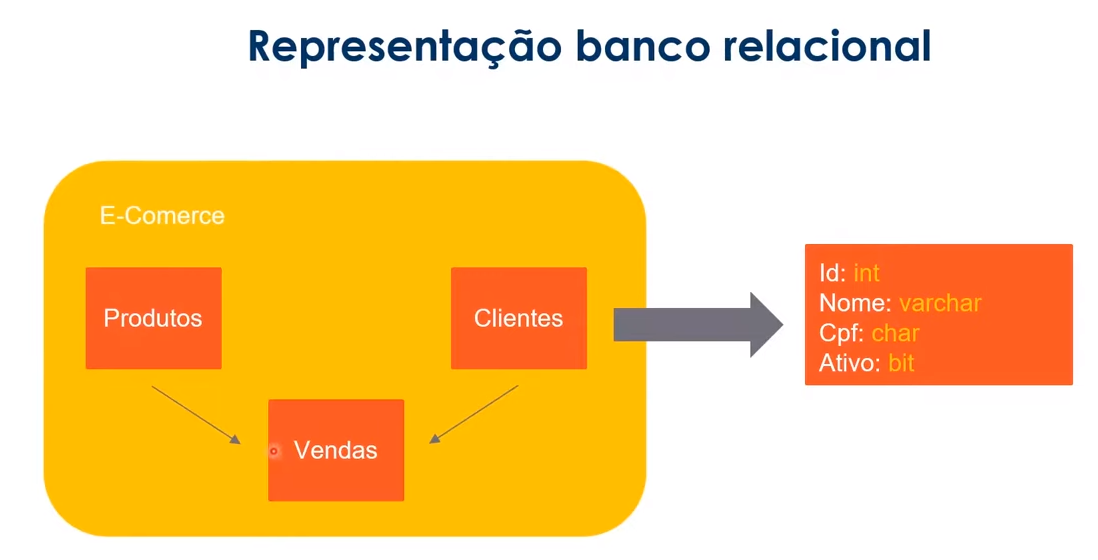 Representação banco relacional
E-Comerce
Produtos
Clientes
Vendas
Id: int
Nome: varchar
Cpf: char
Ativo: bit